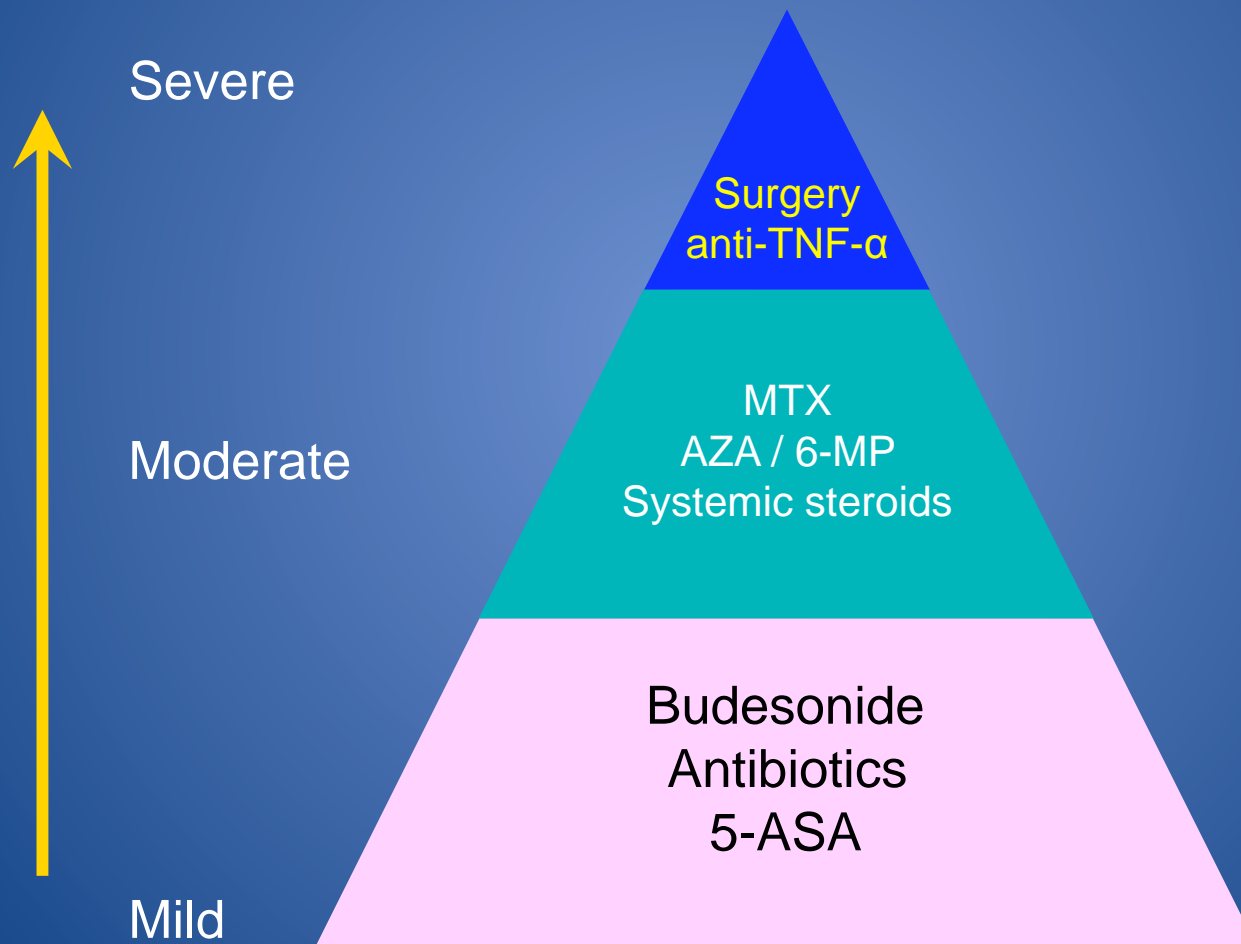 Severe
Surgery
anti-TNF-α
MTX
AZA / 6-MP
Systemic steroids
Moderate
Budesonide
Antibiotics
5-ASA
Mild